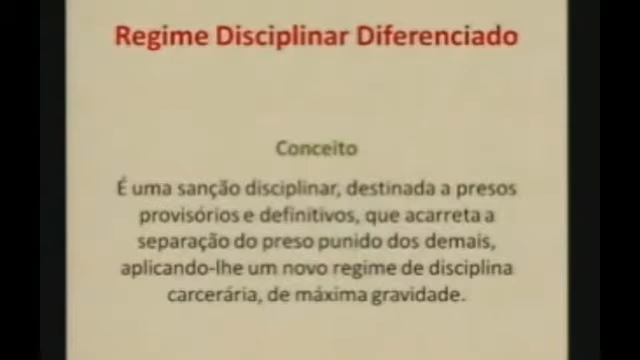 Regime Disciplinar Diferenciado
Conceito
É uma sanção disciplinar, destinada a presos
provisórios e definitivos, que acarreta a
separação do preso punido dos demais,
aplicando-lhe um novo regime de disciplina
carcerária, de máxima gravidade.